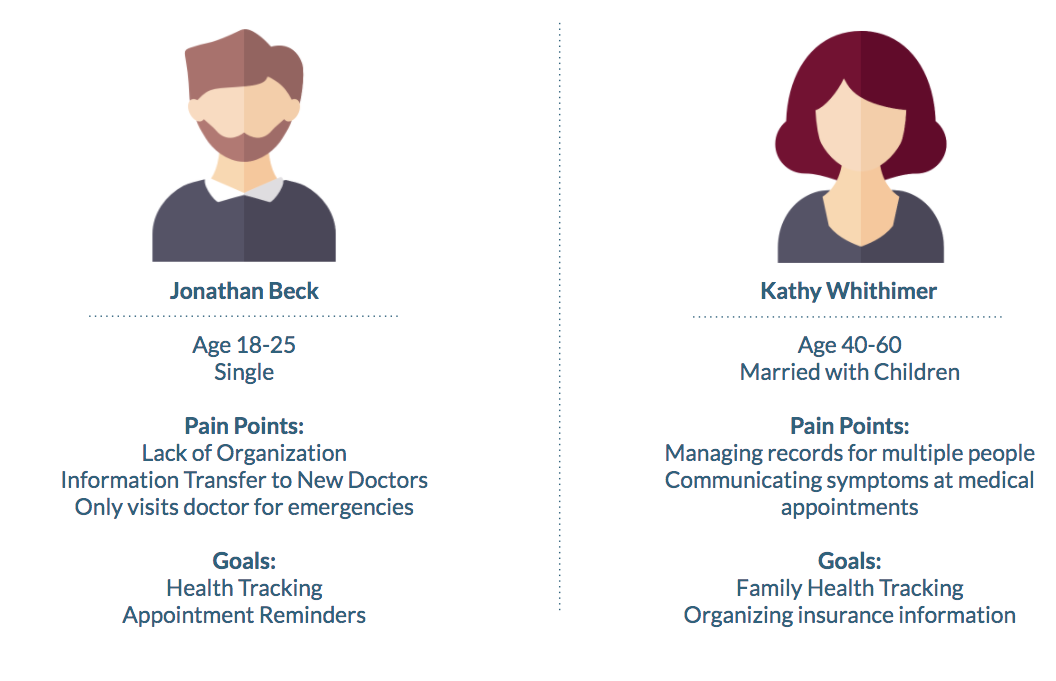 Jonathan Beck
Age 18-25
Single
Pain Points:
Lack of Organization
Information Transfer to New Doctors
Only visits doctor for emergencies
Goals:
Health Tracking
Appointment Reminders
Kathy Whithimer
Age 40-60
Married with Children
Pain Points:
Managing records for multiple people
Communicating symptoms at medical
appointments
Goals:
Family Health Tracking
Organizing insurance information